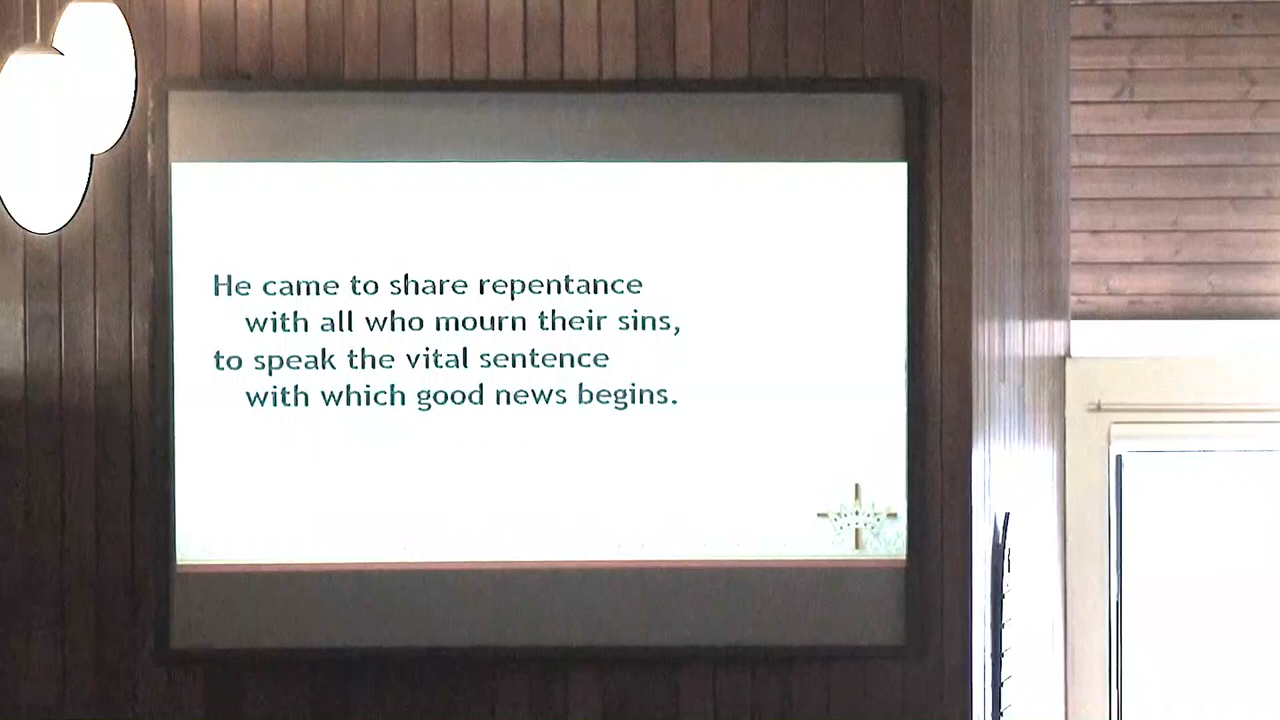 He came to share repentance
with all who mourn their sins,
to speak the vital sentence
with which good news begins.